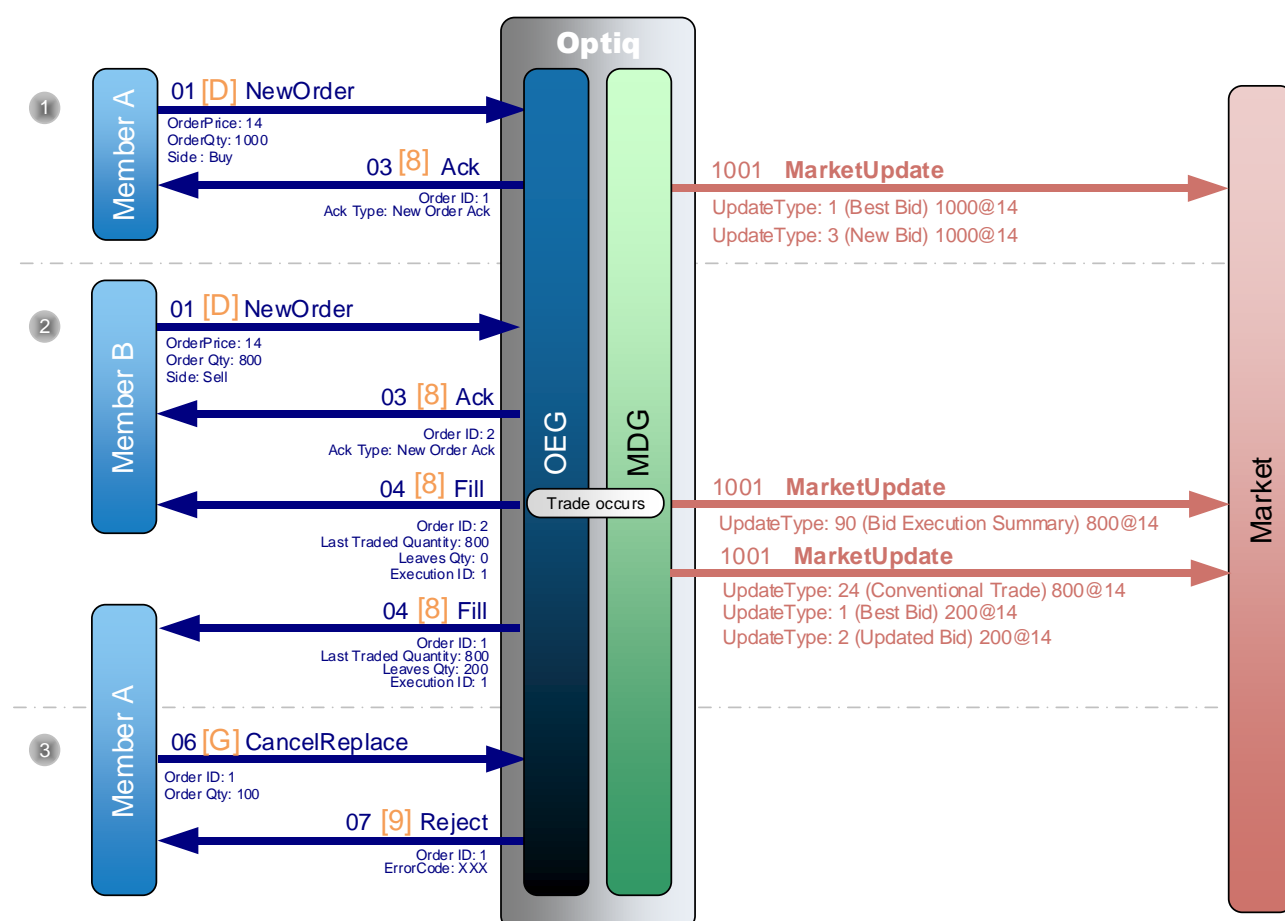 Optiq
1
Member A
01 [D] NewOrder
OrderPrice: 14
OrderQty: 1000
Side : Buy
03 [8] Ack
Order ID: 1
Ack Type: New Order Ack
1001 MarketUpdate
UpdateType: 1 (Best Bid) 1000@14
UpdateType: 3 (New Bid) 1000@14
2
Member B
01 [D] NewOrder
OrderPrice: 14
Order Qty: 800
Side: Sell
03 [8] Ack
Order ID: 2
Ack Type: New Order Ack
OEG
MDG
Market
04 [8] Fill
Order ID: 2
Last Traded Quantity: 800
Leaves Qty: 0
Execution ID: 1
Trade occurs
1001 MarketUpdate
UpdateType: 90 (Bid Execution Summary) 800@14
1001 MarketUpdate
UpdateType: 24 (Conventional Trade) 800@14
UpdateType: 1 (Best Bid) 200@14
UpdateType: 2 (Updated Bid) 200@14
Member A
04 [8] Fill
Order ID: 1
Last Traded Quantity: 800
Leaves Qty: 200
Execution ID: 1
3
06 [G] CancelReplace
Order ID: 1
Order Qty: 100
07 [9] Reject
Order ID: 1
ErrorCode: XXX